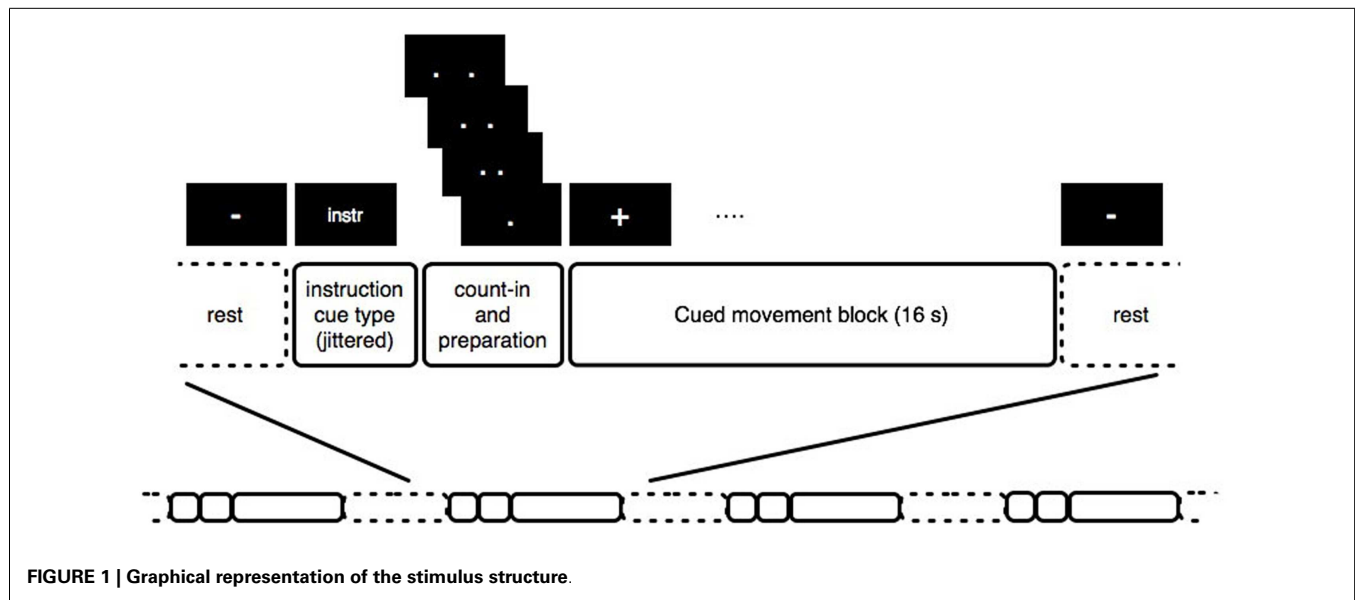 . .
. .
. .
-
instr
.
+
....
-
rest
instruction
cue type
(jittered)
count-in
and
preparation
Cued movement block (16 s)
rest
FIGURE 1 | Graphical representation of the stimulus structure.